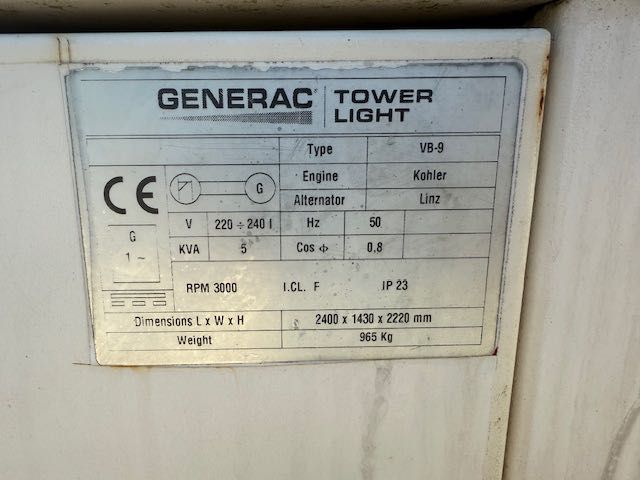 GENERAC TOWER LIGHT
Type VB-9
Engine Kohler
Alternator Linz
CE G
V 220 ÷ 240 I Hz 50
G 1 ~ KVA 5 Cos Φ 0.8
RPM 3000 I.CL. F IP 23
Dimensions L x W x H 2400 x 1430 x 2220 mm
Weight 965 Kg